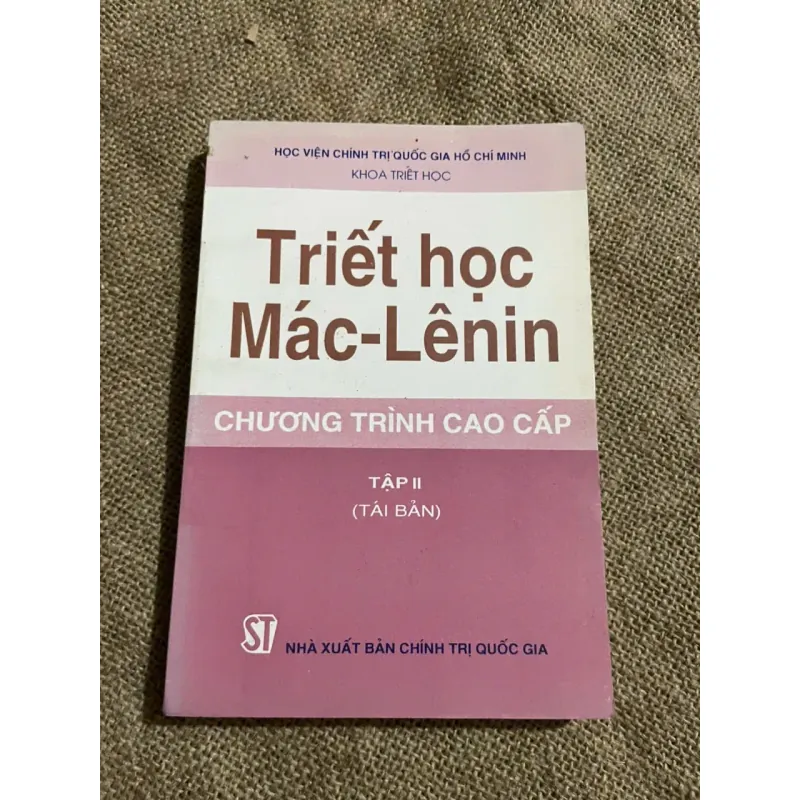 HỌC VIỆN CHÍNH TRỊ QUỐC GIA HỒ CHÍ MINH
KHOA TRIẾT HỌC
Triết học
Mác-Lênin
CHƯƠNG TRÌNH CAO CẤP
TẬP II
(TÁI BẢN)
ST NHÀ XUẤT BẢN CHÍNH TRỊ QUỐC GIA